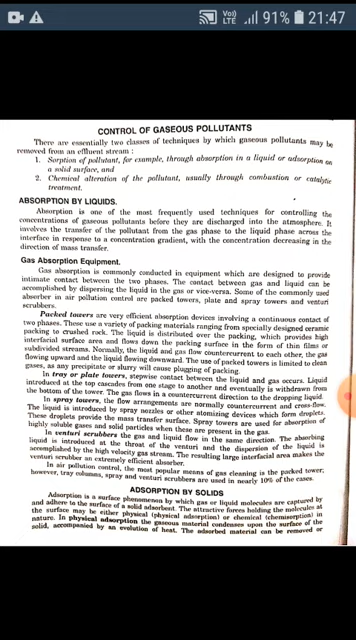 Vo))
LTE
91%
21:47
CONTROL OF GASEOUS POLLUTANTS
There are essentially two classes of techniques by which gaseous pollutants may be
removed from an effluent stream :
1. Sorption of pollutant, for example, through absorption in a liquid or adsorption on
a solid surface, and
2. Chemical alteration of the pollutant, usually through combustion or catalytic
treatment.
ABSORPTION BY LIQUIDS.
Absorption is one of the most frequently used techniques for controlling the
concentrations of gaseous pollutants before they are discharged into the atmosphere. It
involves the transfer of the pollutant from the gas phase to the liquid phase across the
interface in response to a concentration gradient, with the concentration decreasing in the
direction of mass transfer.
Gas Absorption Equipment.
Gas absorption is commonly conducted in equipment which are designed to provide
intimate contact between the two phases. The contact between gas and liquid can be
accomplished by dispersing the liquid in the gas or vice-versa. Some of the commonly used
absorber in air pollution control are packed towers, plate and spray towers and venturi
scrubbers.
Packed towers are very efficient absorption devices involving a continuous contact of
two phases. These use a variety of packing materials ranging from specially designed ceramic
packing to crushed rock. The liquid is distributed over the packing, which provides high
interfacial surface area and flows down the packing surface in the form of thin films or
subdivided streams. Normally, the liquid and gas flow countercurrent to each other, the gas
flowing upward and the liquid flowing downward. The use of packed towers is limited to clean
gases, as any precipitate or slurry will cause plugging of packing.
In tray or plate towers, stepwise contact between the liquid and gas occurs. Liquid
introduced at the top cascades from one stage to another and eventually is withdrawn from
the bottom of the tower. The gas flows in a countercurrent direction to the dropping liquid.
In spray towers, the flow arrangements are normally countercurrent and cross-flow.
The liquid is introduced by spray nozzles or other atomising devices which form droplets.
These droplets provide the mass transfer surface. Spray towers are used for absorption of
highly soluble gases and solid particles when these are present in the gas.
In venturi scrubbers the gas and liquid flow in the same direction. The absorbing
liquid is introduced at the throat of the venturi and the dispersion of the liquid is
accomplished by the high velocity gas stream. The resulting large interfacial area makes the
venturi scrubber an extremely efficient absorber.
In air pollution control, the most popular means of gas cleaning is the packed tower;
however, tray columns, spray and venturi scrubbers are used in nearly 10% of the cases.
ADSORPTION BY SOLIDS
Adsorption is a surface phenomenon by which gas or liquid molecules are captured by
and adhere to the surface of a solid adsorbent. The attractive forces holding the molecules at
the surface may be either physical (physical adsorption) or chemical (chemisorption) in
nature. In physical adsorption the gaseous material condenses upon the surface of the
solid, accompanied by an evolution of heat. The adsorbed material can be removed or